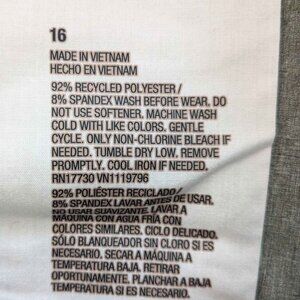 16
MADE IN VIETNAM
HECHO EN VIETNAM
92% RECYCLED POLYESTER /
8% SPANDEX WASH BEFORE WEAR. DO
NOT USE SOFTENER. MACHINE WASH
COLD WITH LIKE COLORS. GENTLE
CYCLE. ONLY NON-CHLORINE BLEACH IF
NEEDED. TUMBLE DRY LOW. REMOVE
PROMPTLY. COOL IRON IF NEEDED.
RN17730 VN1119796
92% POLIÉSTER RECICLADO /
8% SPANDEX LAVAR ANTES DE USAR.
NO USAR SUAVIZANTE. LAVAR A
MÁQUINA CON AGUA FRÍA CON
COLORES SIMILARES. CICLO DELICADO.
SÓLO BLANQUEADOR SIN CLORO SI ES
NECESARIO. SECAR A MÁQUINA A
TEMPERATURA BAJA. RETIRAR
OPORTUNAMENTE. PLANCHAR A BAJA
TEMPERATURA SI ES NECESARIO.